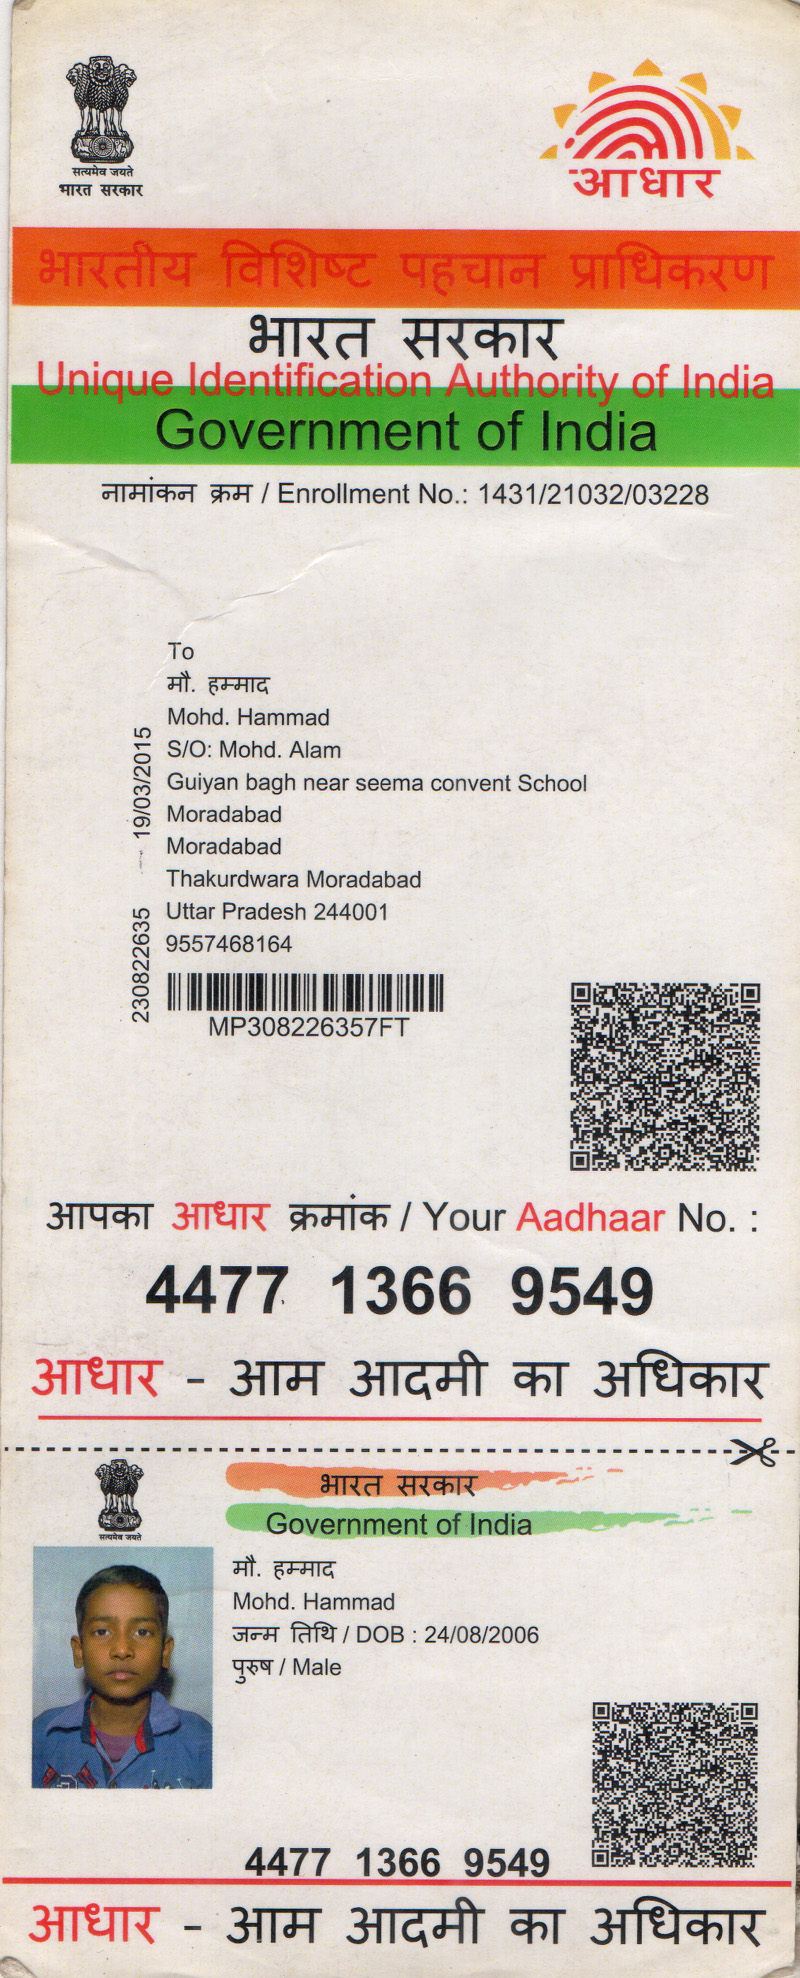 सत्यमेव जयते
भारत सरकार
आधार
भारतीय विशिष्ट पहचान प्राधिकरण
भारत सरकार
Unique Identification Authority of India
Government of India
नामांकन क्रम / Enrollment No.: 1431/21032/03228
To
मौ. हम्माद
Mohd. Hammad
S/O: Mohd. Alam
Guiyan bagh near seema convent School
Moradabad
Moradabad
Thakurdwara Moradabad
Uttar Pradesh 244001
9557468164
230822635
19/03/2015
MP308226357FT
आपका आधार क्रमांक / Your Aadhaar No. :
4477 1366 9549
आधार - आम आदमी का अधिकार
सत्यमेव जयते
भारत सरकार
Government of India
मौ. हम्माद
Mohd. Hammad
जन्म तिथि / DOB : 24/08/2006
पुरुष / Male
4477 1366 9549
आधार - आम आदमी का अधिकार